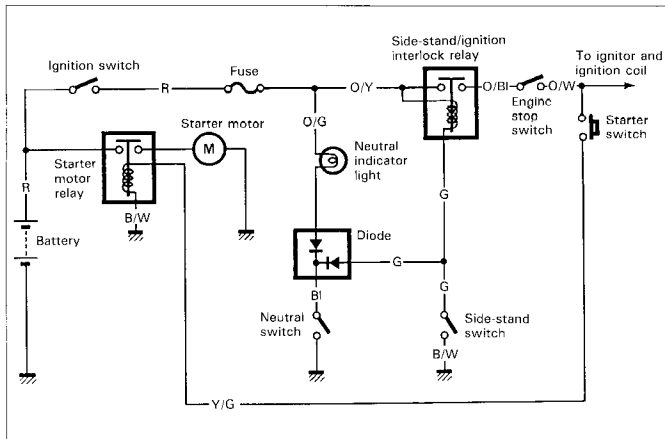 Side-stand/ignition
interlock relay
To ignitor and
ignition coil
Ignition switch
Fuse
R
O/Y
O/Bl
O/W
Engine
stop
switch
Starter
switch
O/G
Starter motor
M
Neutral
indicator
light
Starter
motor
relay
R
B/W
G
Battery
Diode
G
Bl
G
Neutral
switch
Side-stand
switch
B/W
Y/G